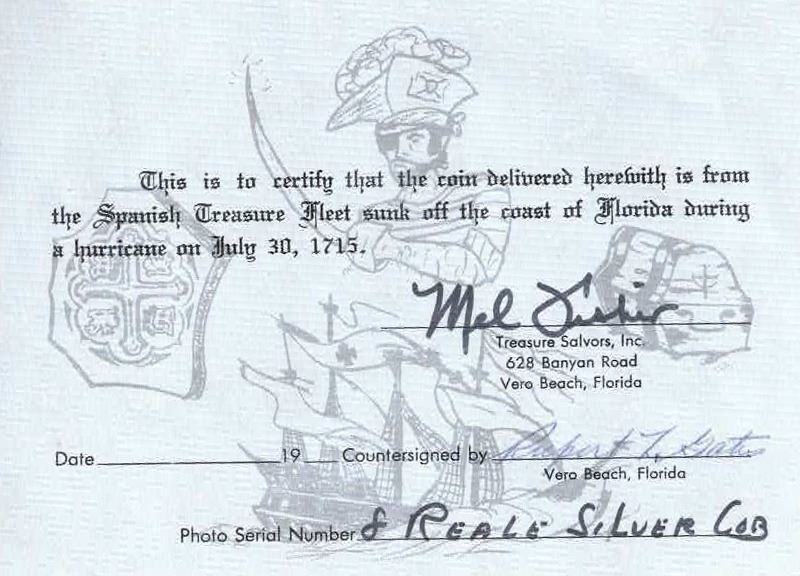 This is to certify that the coin delivered herewith is from
the Spanish Treasure Fleet sunk off the coast of Florida during
a hurricane on July 30, 1715.
Mel Fisher
Treasure Salvors, Inc.
628 Banyan Road
Vero Beach, Florida
Date 19 Countersigned by Rupert
Vero Beach, Florida
Photo Serial Number 8 REALE SILVER COB